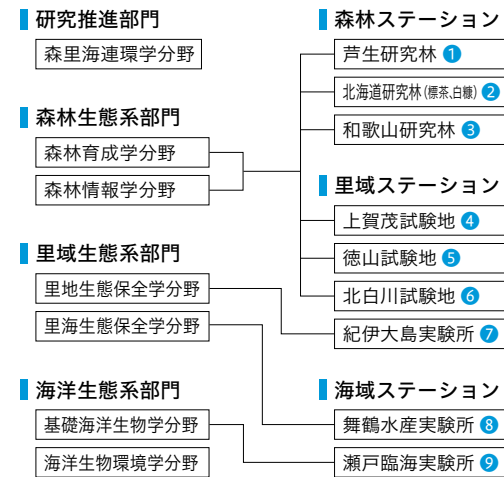 研究推進部門
森里海連環学分野
森林生態系部門
森林育成学分野
森林情報学分野
里域生態系部門
里地生態保全学分野
里海生態保全学分野
海洋生態系部門
基礎海洋生物学分野
海洋生物環境学分野
森林ステーション
芦生研究林 1
北海道研究林(標茶、白糠) 2
和歌山研究林 3
里域ステーション
上賀茂試験地 4
徳山試験地 5
北白川試験地 6
紀伊大島実験所 7
海域ステーション
舞鶴水産実験所 8
瀬戸臨海実験所 9